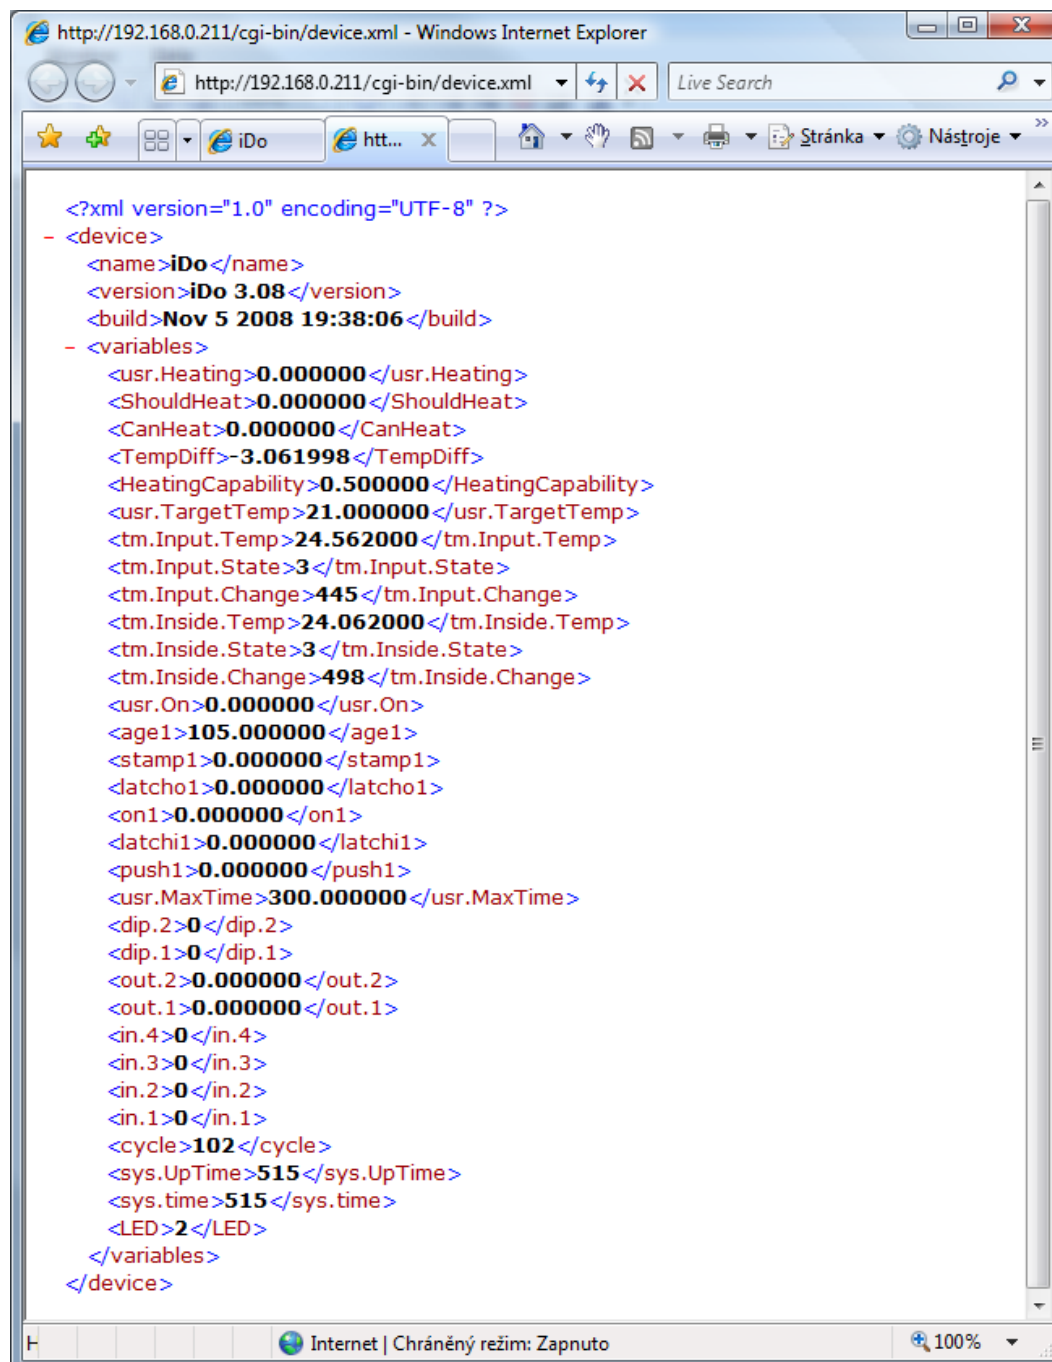 http://192.168.0.211/cgi-bin/device.xml - Windows Internet Explorer
http://192.168.0.211/cgi-bin/device.xml Live Search
iDo htt... Stránka Nástroje
<?xml version="1.0" encoding="UTF-8" ?>
- <device>
<name>iDo</name>
<version>iDo 3.08</version>
<build>Nov 5 2008 19:38:06</build>
- <variables>
<usr.Heating>0.000000</usr.Heating>
<ShouldHeat>0.000000</ShouldHeat>
<CanHeat>0.000000</CanHeat>
<TempDiff>-3.061998</TempDiff>
<HeatingCapability>0.500000</HeatingCapability>
<usr.TargetTemp>21.000000</usr.TargetTemp>
<tm.Input.Temp>24.562000</tm.Input.Temp>
<tm.Input.State>3</tm.Input.State>
<tm.Input.Change>445</tm.Input.Change>
<tm.Inside.Temp>24.062000</tm.Inside.Temp>
<tm.Inside.State>3</tm.Inside.State>
<tm.Inside.Change>498</tm.Inside.Change>
<usr.On>0.000000</usr.On>
<age1>105.000000</age1>
<stamp1>0.000000</stamp1>
<latcho1>0.000000</latcho1>
<on1>0.000000</on1>
<latchi1>0.000000</latchi1>
<push1>0.000000</push1>
<usr.MaxTime>300.000000</usr.MaxTime>
<dip.2>0</dip.2>
<dip.1>0</dip.1>
<out.2>0.000000</out.2>
<out.1>0.000000</out.1>
<in.4>0</in.4>
<in.3>0</in.3>
<in.2>0</in.2>
<in.1>0</in.1>
<cycle>102</cycle>
<sys.UpTime>515</sys.UpTime>
<sys.time>515</sys.time>
<LED>2</LED>
</variables>
</device>
Internet | Chráněný režim: Zapnuto 100%